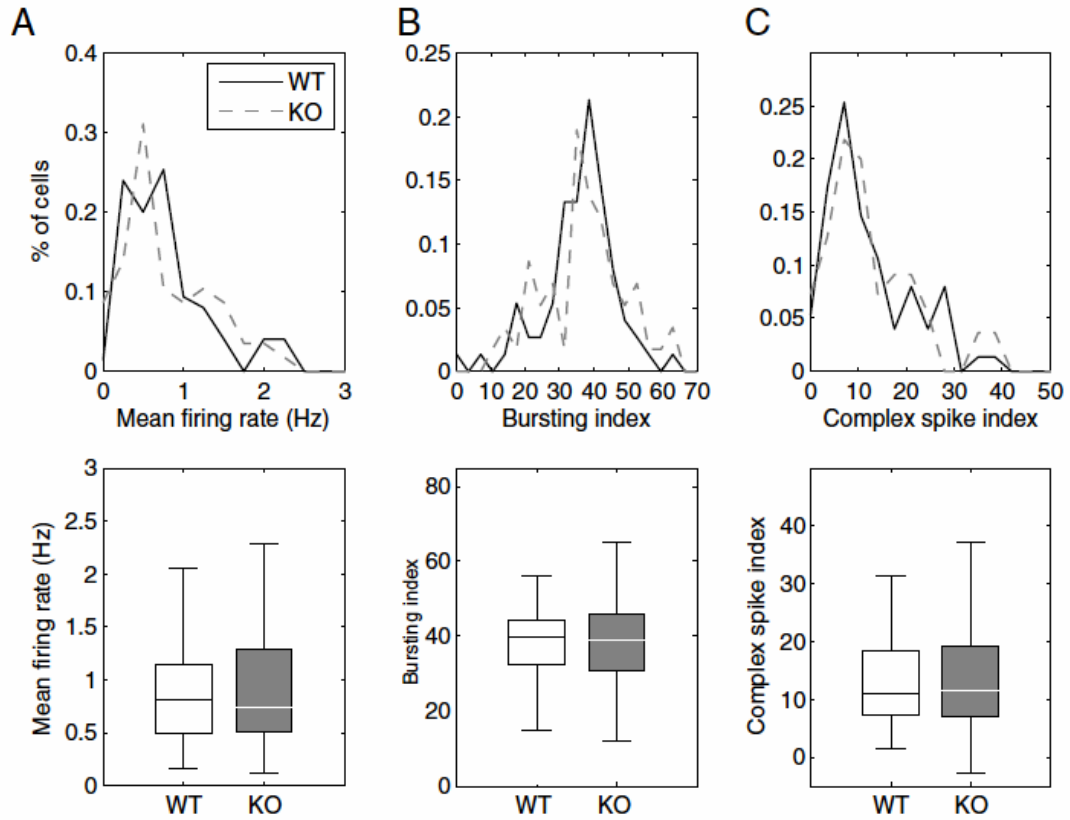 A
B
C
0.4
0.3
0.2
0.1
0
% of cells
WT
KO
0 1 2 3
Mean firing rate (Hz)
0.25
0.2
0.15
0.1
0.05
0
0 10 20 30 40 50 60 70
Bursting index
0.25
0.2
0.15
0.1
0.05
0
0 10 20 30 40 50
Complex spike index
3
2.5
2
1.5
1
0.5
0
Mean firing rate (Hz)
WT KO
80
60
40
20
0
Bursting index
WT KO
40
30
20
10
0
Complex spike index
WT KO